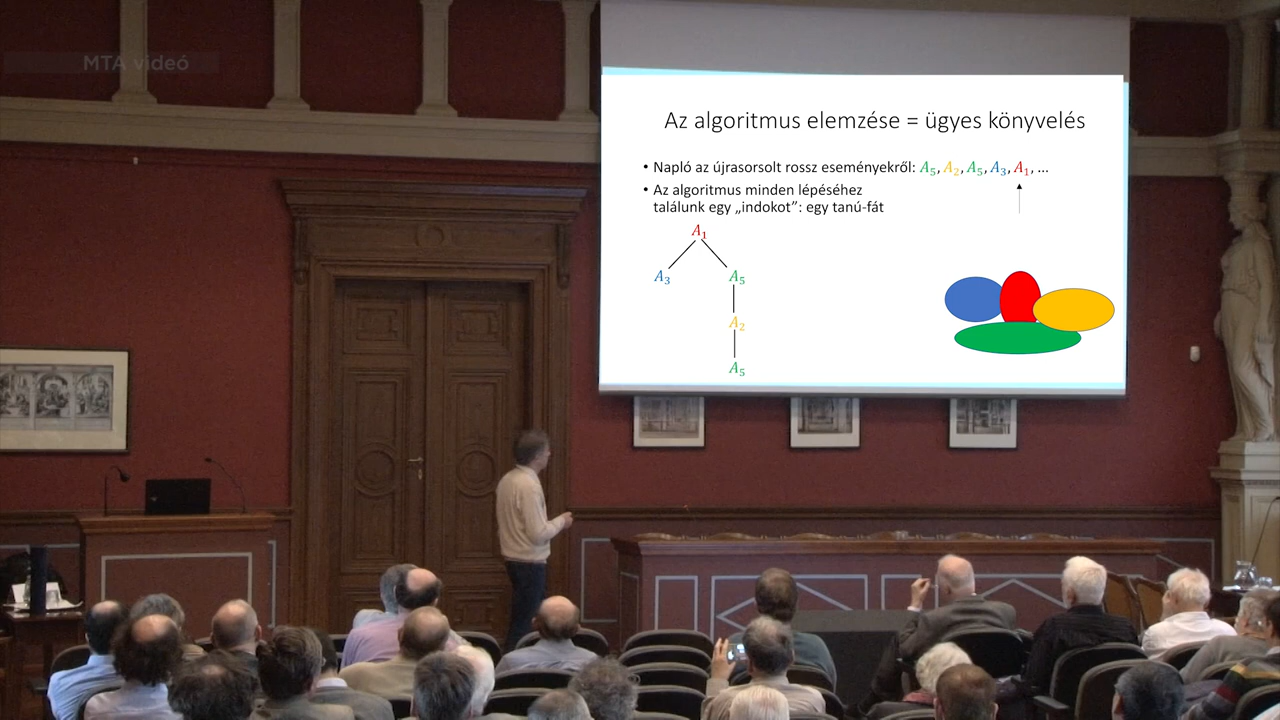 MTA videó
Az algoritmus elemzése = ügyes könyvelés
• Napló az újrasorsolt rossz eseményekről: A₅, A₂, A₅, A₃, A₁, ...
• Az algoritmus minden lépéséhez
találunk egy „indokot”: egy tanú-fát
A₁
A₃ A₅
A₂
A₅